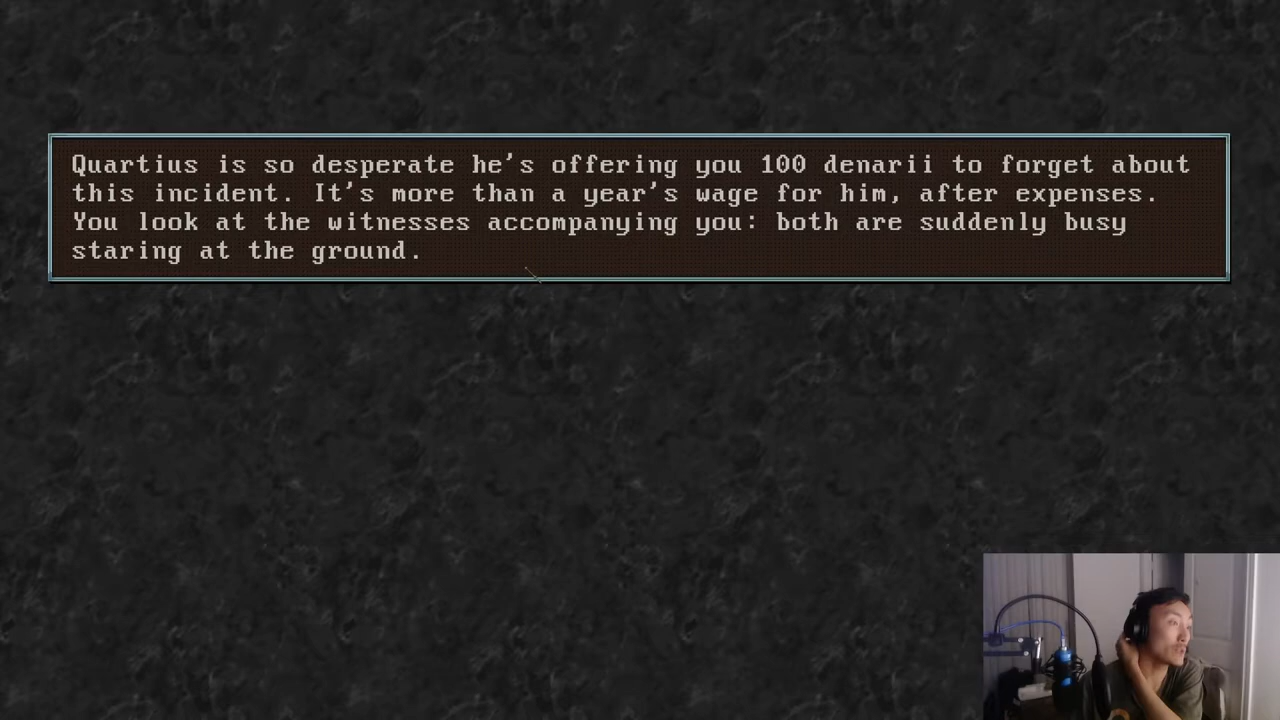 Quartius is so desperate he's offering you 100 denarii to forget about
this incident. It's more than a year's wage for him, after expenses.
You look at the witnesses accompanying you: both are suddenly busy
staring at the ground.